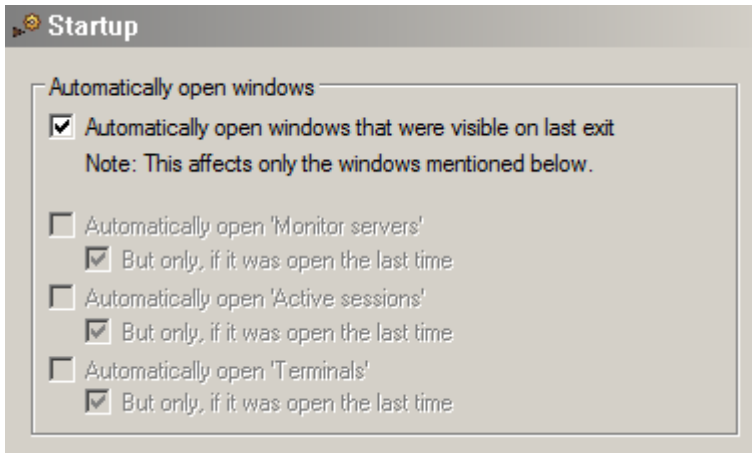 Startup
Automatically open windows
Automatically open windows that were visible on last exit
Note: This affects only the windows mentioned below.
Automatically open 'Monitor servers'
But only, if it was open the last time
Automatically open 'Active sessions'
But only, if it was open the last time
Automatically open 'Terminals'
But only, if it was open the last time